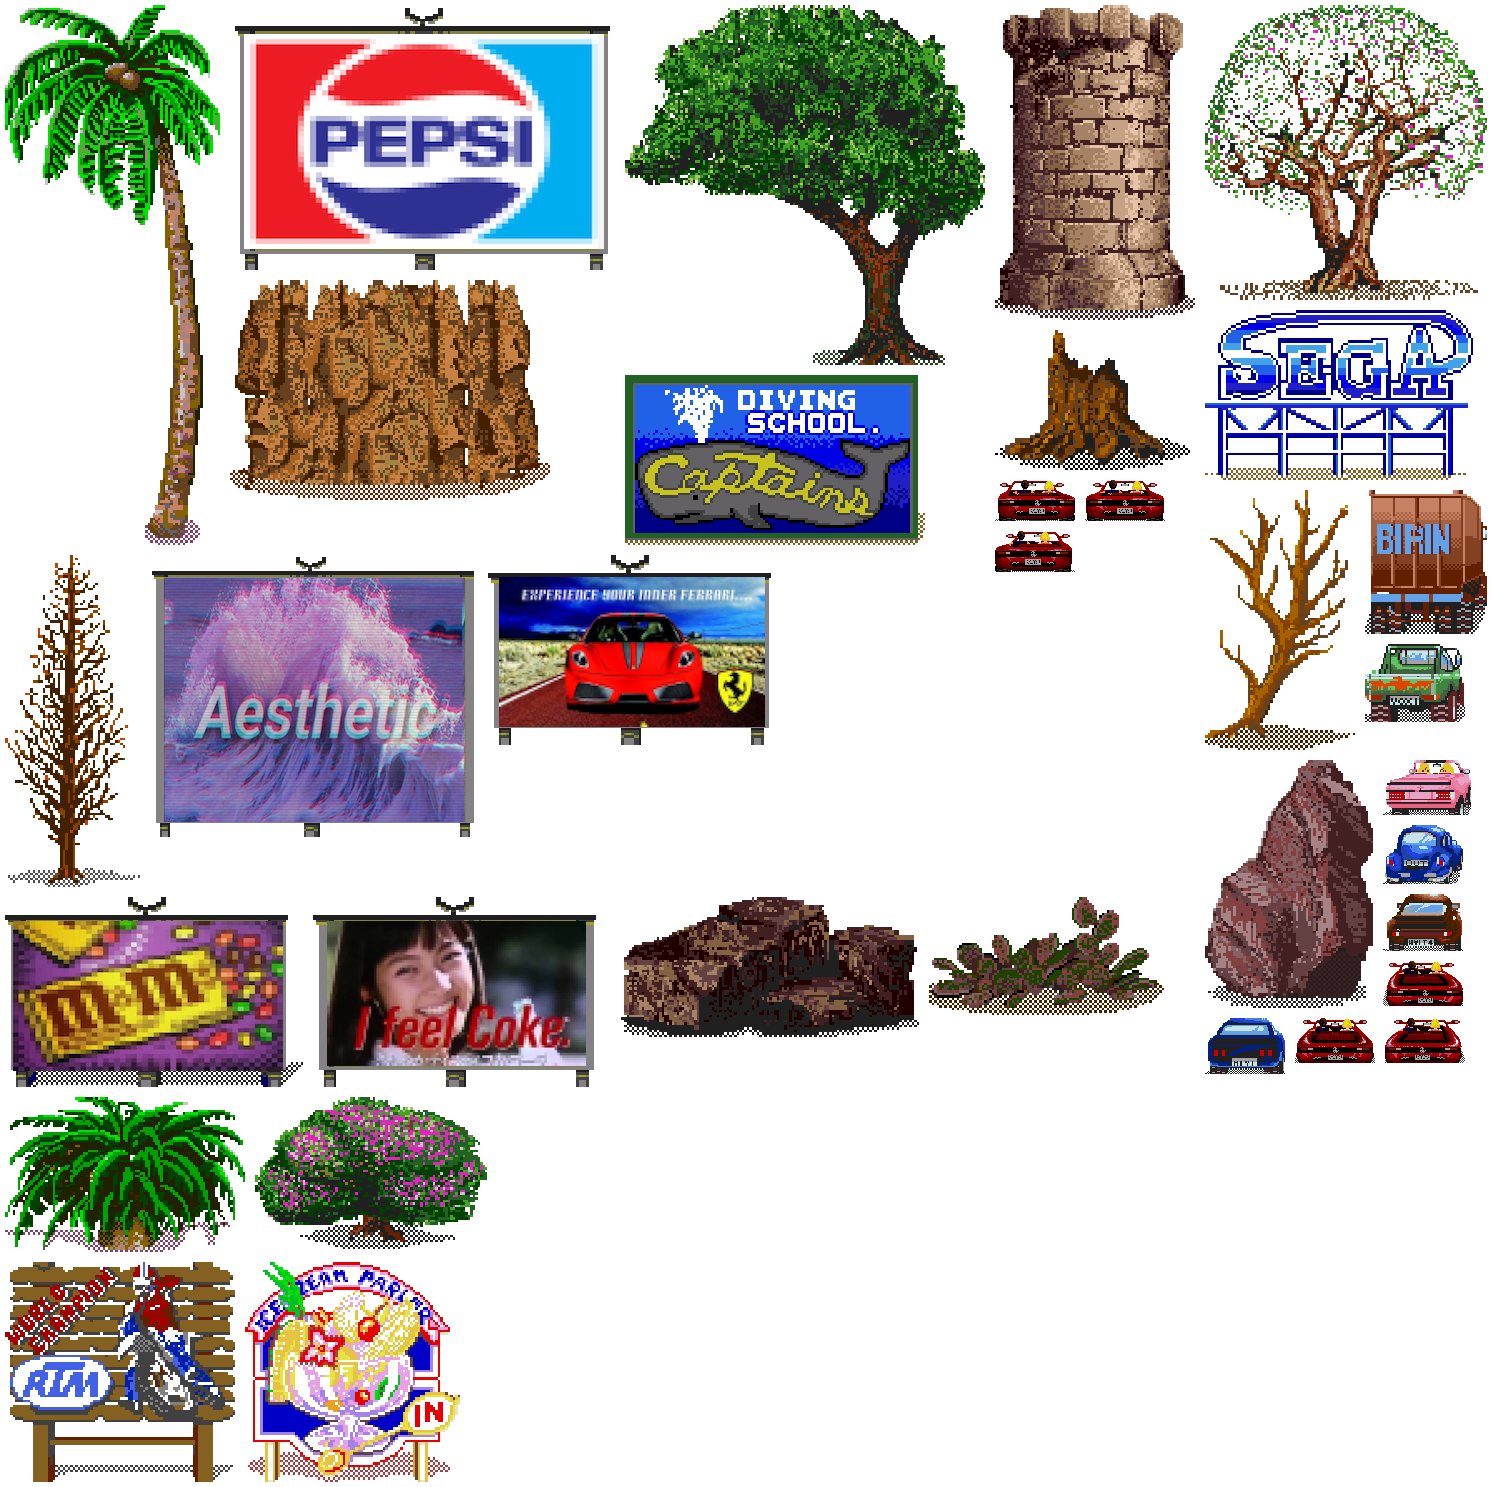 PEPSI
DIVING
SCHOOL.
Captains
SEGA
BIRIN
EXPERIENCE YOUR INNER FERRARI....
Aesthetic
m·m
I feel Coke.
WORLD
CHAMPION
RTM
ICE CREAM PARLOR
IN